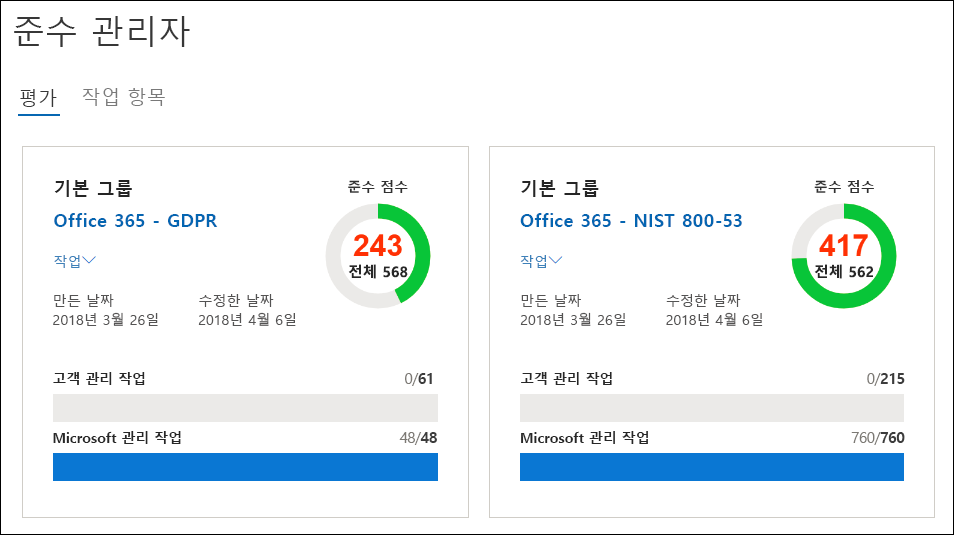 준수 관리자
평가 작업 항목
기본 그룹
준수 점수
Office 365 - GDPR
243
전체 568
작업
만든 날짜 수정한 날짜
2018년 3월 26일 2018년 4월 6일
고객 관리 작업 0/61
Microsoft 관리 작업 48/48
기본 그룹
준수 점수
Office 365 - NIST 800-53
417
전체 562
작업
만든 날짜 수정한 날짜
2018년 3월 26일 2018년 4월 6일
고객 관리 작업 0/215
Microsoft 관리 작업 760/760